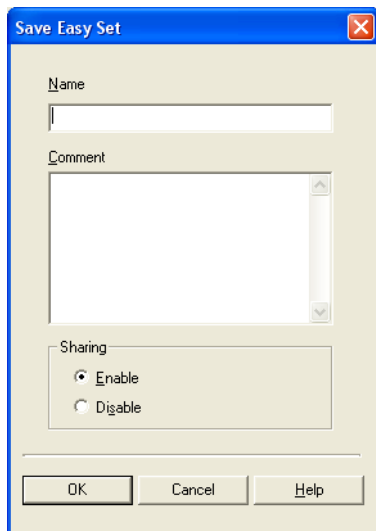 Save Easy Set
Name
Comment
Sharing
Enable
Disable
OK Cancel Help